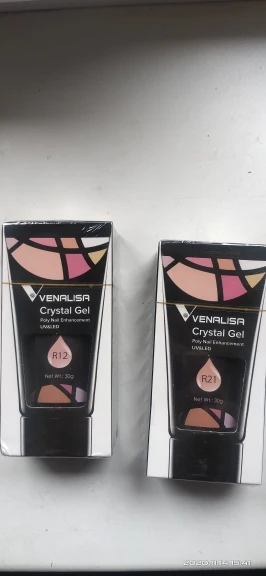 VENALISA
Crystal Gel
Poly Nail Enhancement
UV&LED
R12
Net Wt.: 30g
VENALISA
Crystal Gel
Poly Nail Enhancement
UV&LED
R21
Net Wt.: 30g